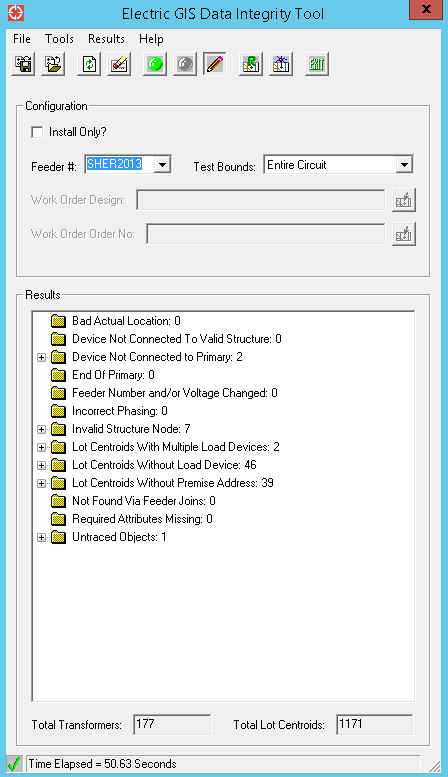 Electric GIS Data Integrity Tool
File Tools Results Help
EXIT
Configuration
Install Only?
Feeder #: SHER2013 Test Bounds: Entire Circuit
Work Order Design:
Work Order Order No:
Results
Bad Actual Location: 0
Device Not Connected To Valid Structure: 0
Device Not Connected to Primary: 2
End Of Primary: 0
Feeder Number and/or Voltage Changed: 0
Incorrect Phasing: 0
Invalid Structure Node: 7
Lot Centroids With Multiple Load Devices: 2
Lot Centroids Without Load Device: 46
Lot Centroids Without Premise Address: 39
Not Found Via Feeder Joins: 0
Required Attributes Missing: 0
Untraced Objects: 1
Total Transformers: 177 Total Lot Centroids: 1171
Time Elapsed = 50.63 Seconds